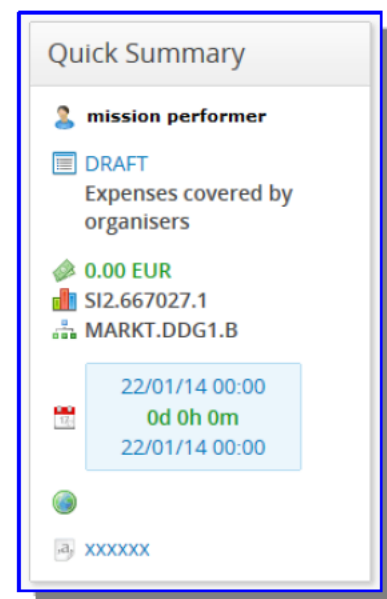 Quick Summary
mission performer
DRAFT
Expenses covered by
organisers
0.00 EUR
SI2.667027.1
MARKT.DDG1.B
22/01/14 00:00
0d 0h 0m
22/01/14 00:00
xxxxxx